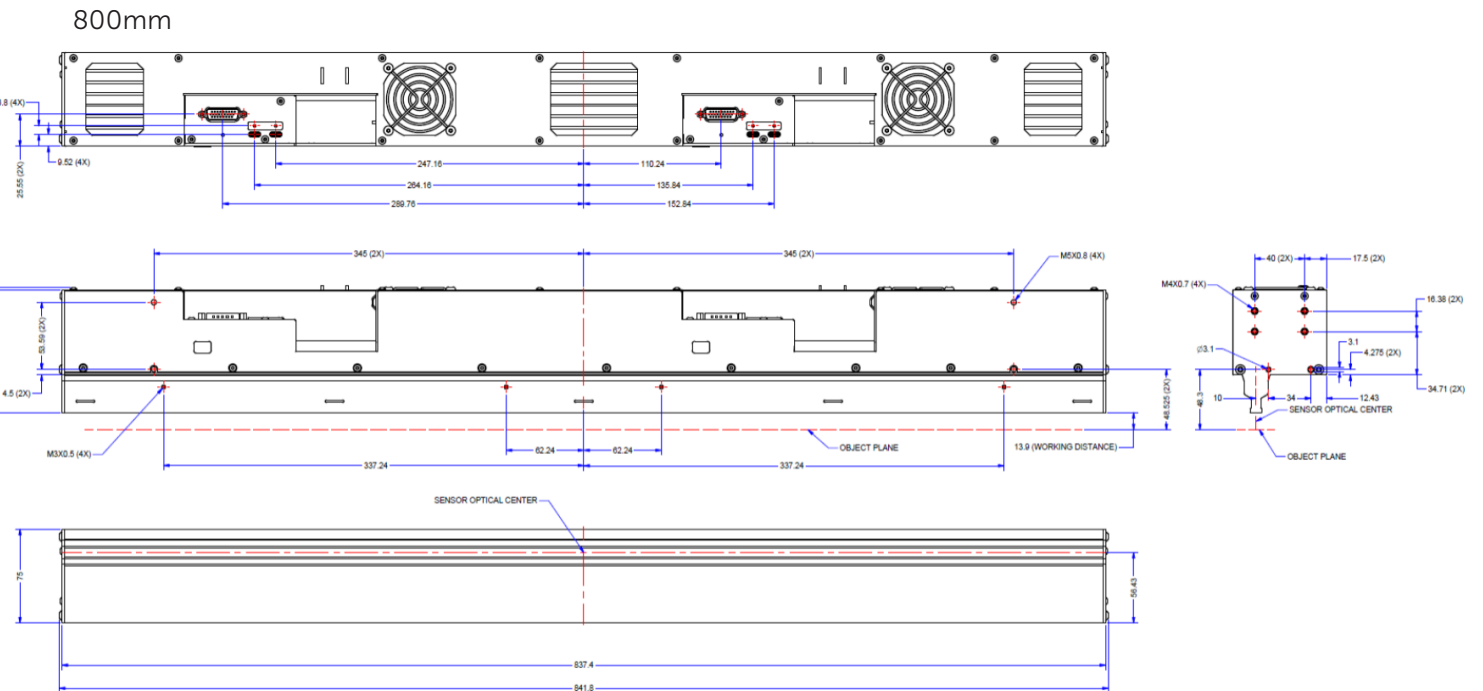 800mm
.8 (4X)
9.52 (4X)
25.55 (2X)
247.16
110.24
264.16
135.84
289.76
152.84
345 (2X)
345 (2X)
M5X0.8 (4X)
40 (2X)
17.5 (2X)
M4X0.7 (4X)
16.38 (2X)
53.59 (2X)
Ø3.1
3.1
4.275 (2X)
4.5 (2X)
48.525 (2X)
48.3
34.71 (2X)
10
34
12.43
SENSOR OPTICAL CENTER
OBJECT PLANE
13.9 (WORKING DISTANCE)
62.24
62.24
M3X0.5 (4X)
337.24
337.24
OBJECT PLANE
SENSOR OPTICAL CENTER
75
56.43
837.4
841.8